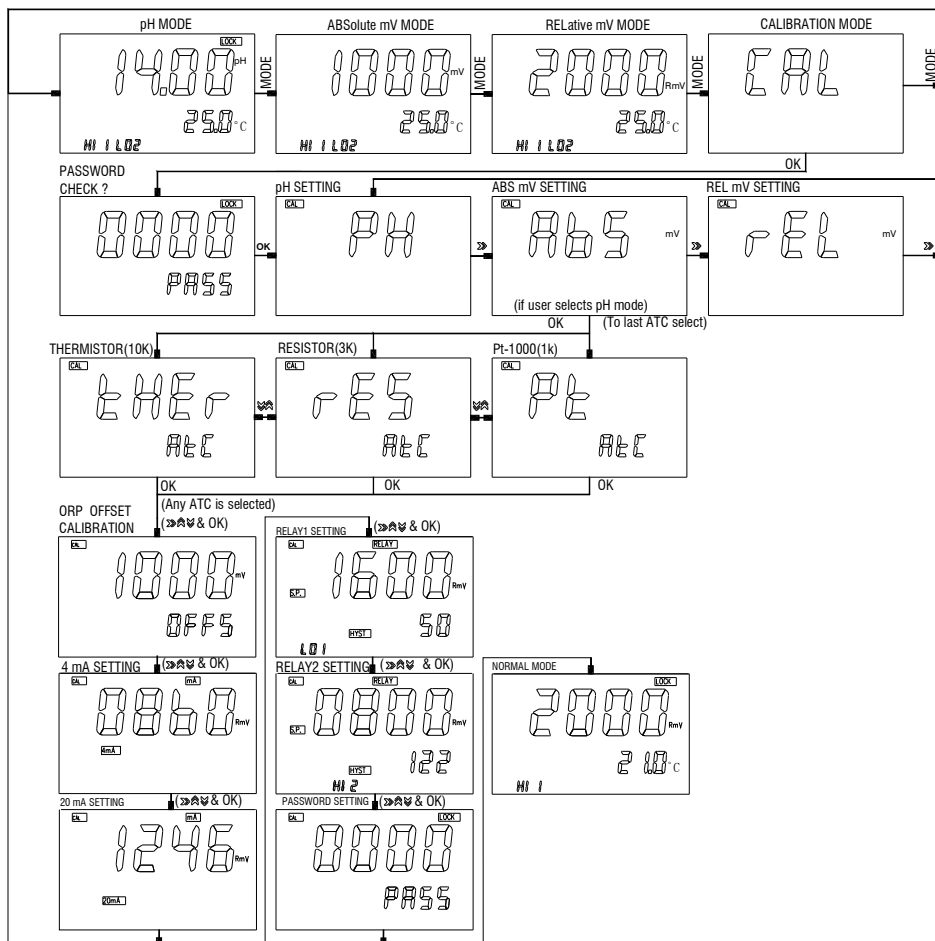 pH MODE
ABSolute mV MODE
RELative mV MODE
CALIBRATION MODE
LOCK
14.00 pH
25.0°C
HI 1 LO2
MODE
1000 mV
25.0°C
HI 1 LO2
MODE
2000 RmV
25.0°C
HI 1 LO2
MODE
CAL
MODE
OK
PASSWORD
CHECK ?
LOCK
0000
PASS
OK
pH SETTING
CAL
PH
ABS mV SETTING
CAL
AbS mV
REL mV SETTING
CAL
rEL mV
(if user selects pH mode)
OK
(To last ATC select)
THERMISTOR(10K)
CAL
tHEr
AtC
RESISTOR(3K)
CAL
rES
AtC
Pt-1000(1k)
CAL
Pt
AtC
OK
OK
OK
(Any ATC is selected)
ORP OFFSET
CALIBRATION
(& OK)
CAL
1000 mV
OFFS
4 mA SETTING
(& OK)
CAL
mA
0860 RmV
4mA
20 mA SETTING
(& OK)
CAL
mA
1246 RmV
20mA
RELAY1 SETTING
(& OK)
CAL
RELAY
1600 RmV
S.P.
HYST
50
LO1
RELAY2 SETTING
(& OK)
CAL
RELAY
0800 RmV
S.P.
HYST
122
HI 2
PASSWORD SETTING
(& OK)
CAL
LOCK
0000
PASS
NORMAL MODE
LOCK
2000 RmV
21.0°C
HI 1